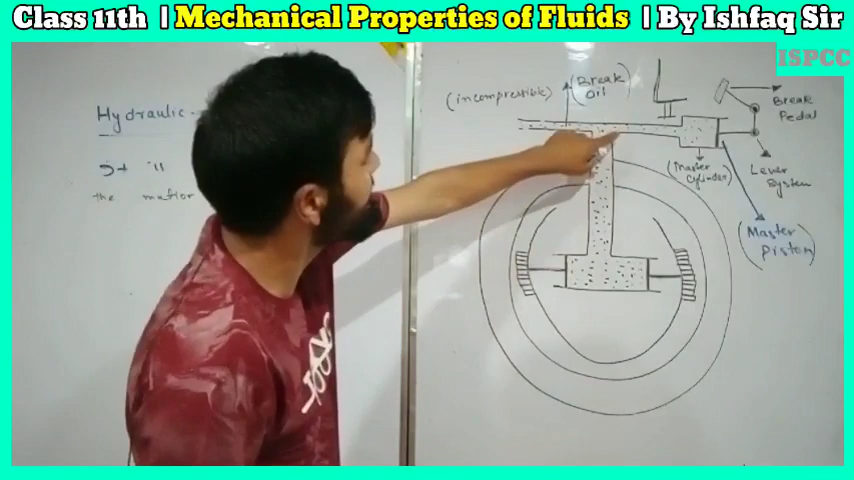 Class 11th | Mechanical Properties of Fluids | By Ishfaq Sir
ISPCC
Hydraulic -
the
(incompressible)
(Break
Oil)
Break
Pedal
(Master
Cylinder)
Lever
System
(Master
Piston)